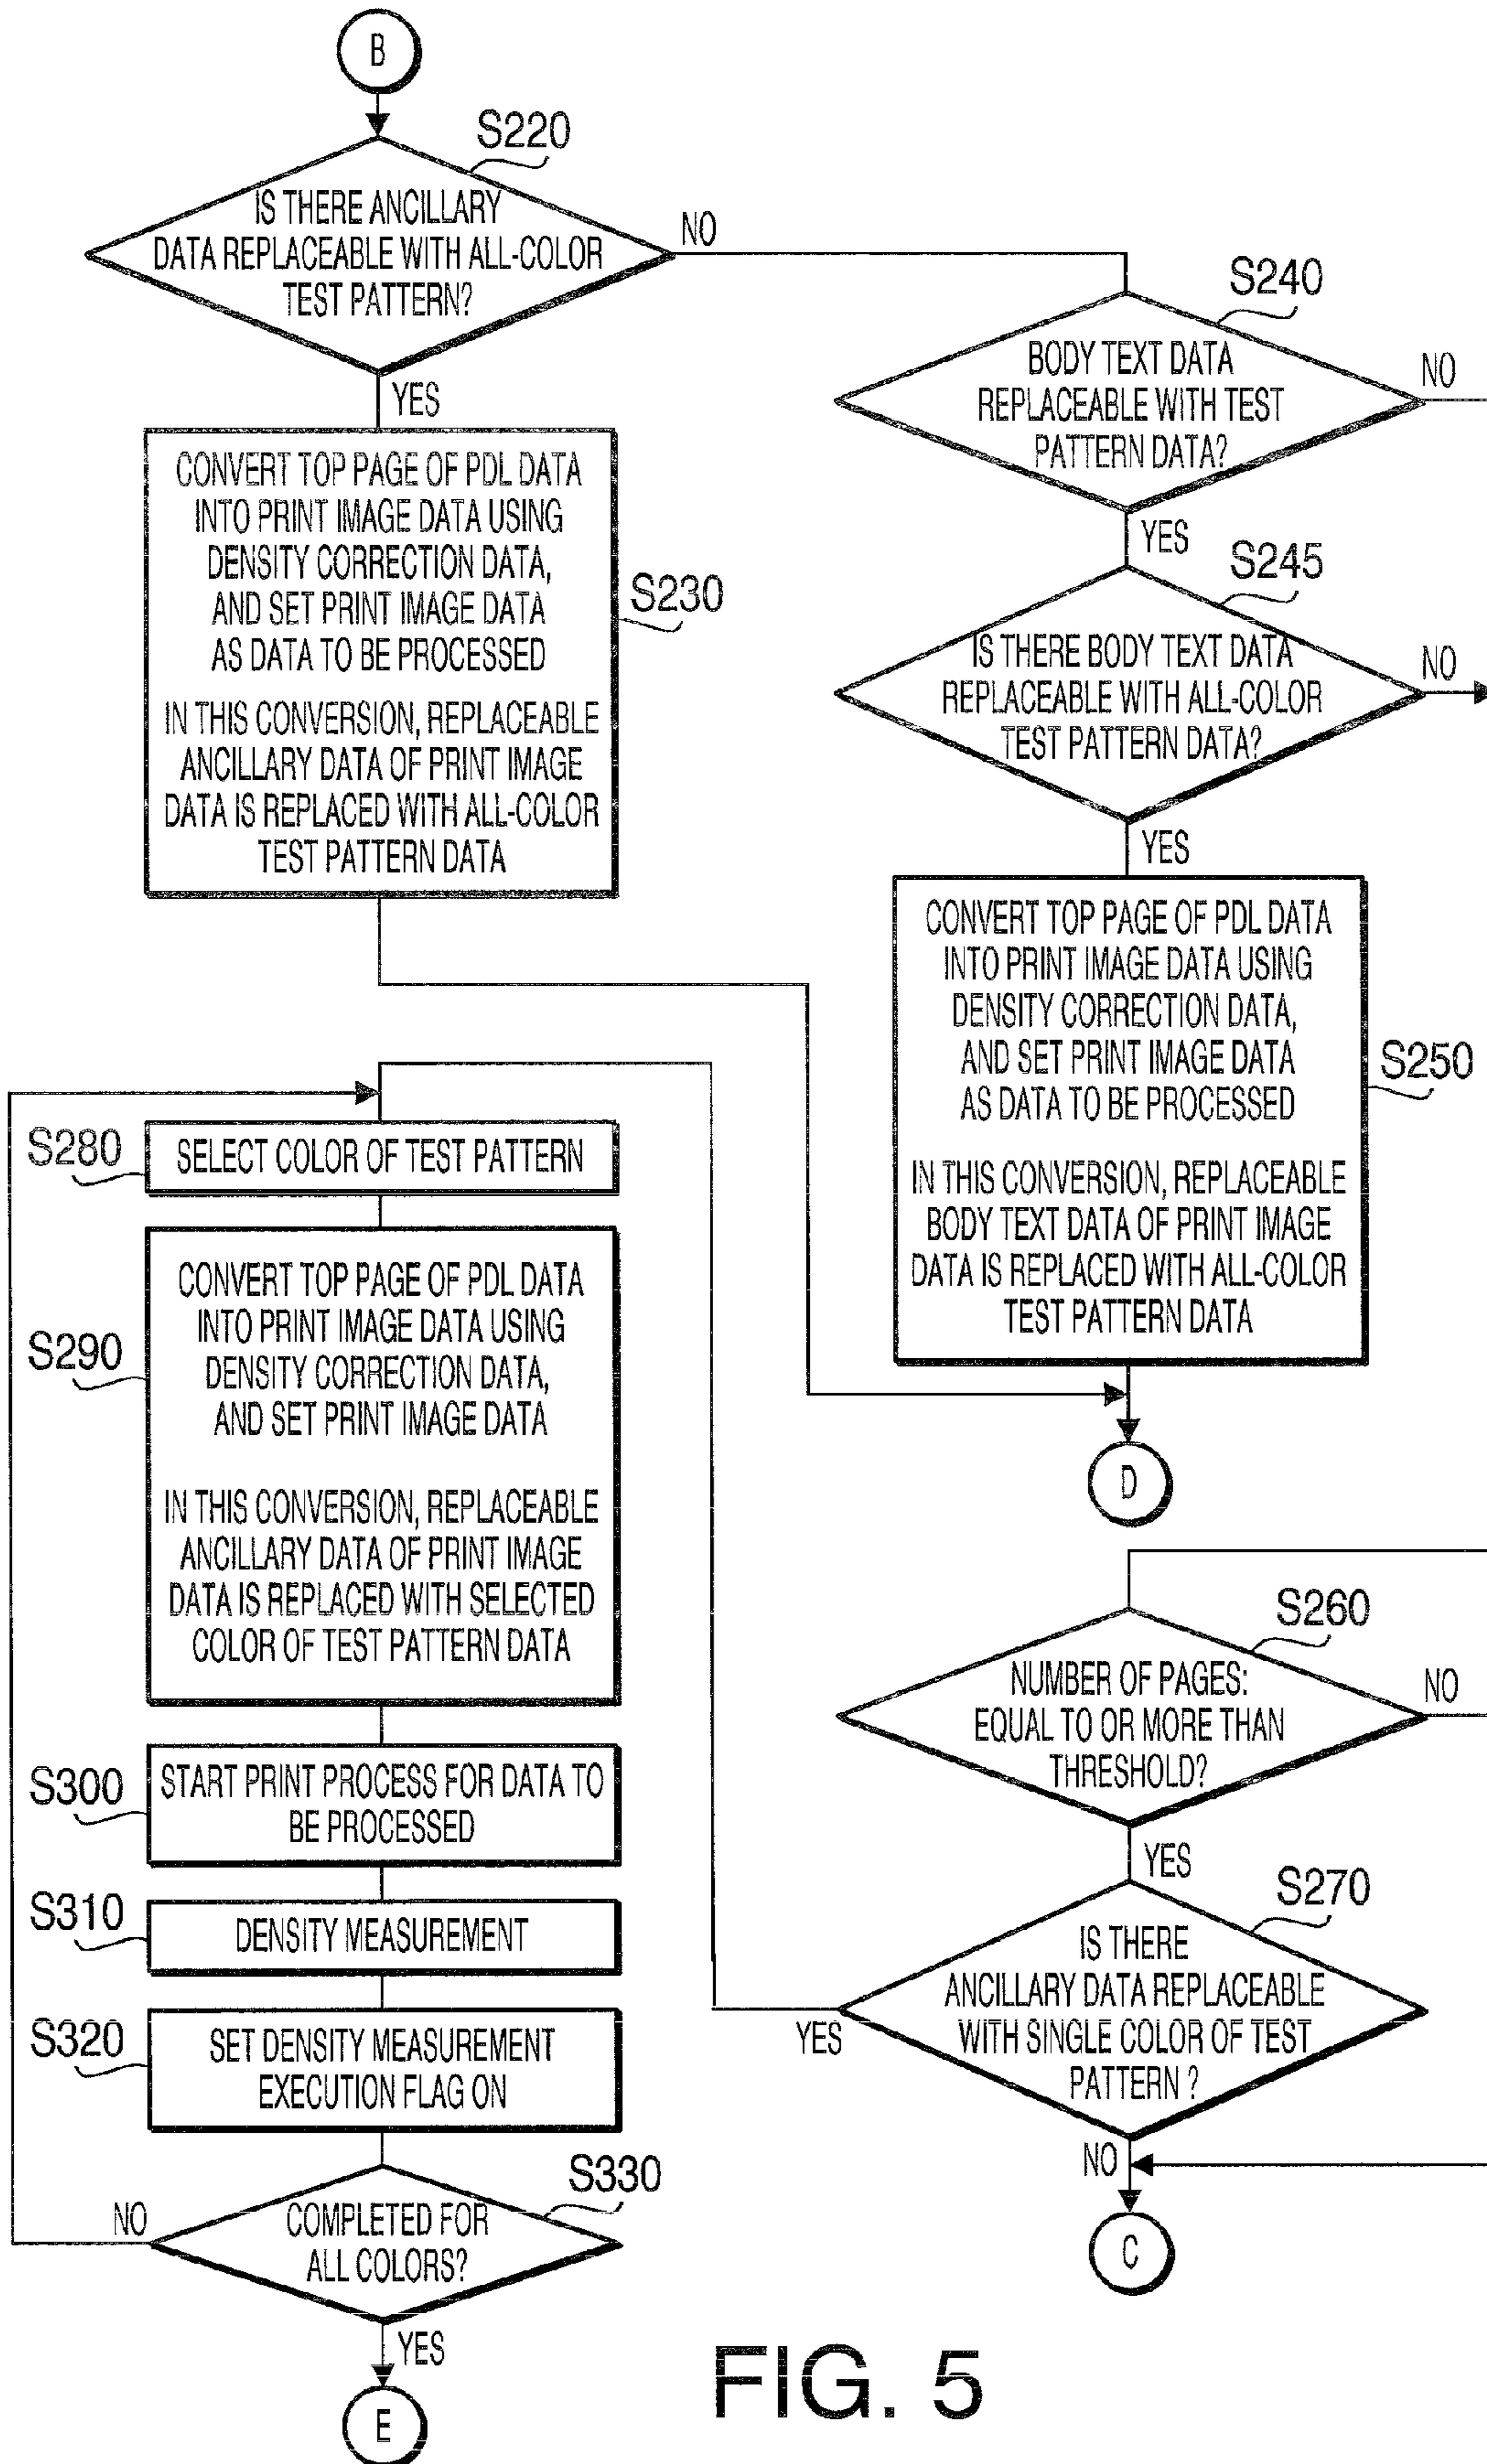 B
S220
IS THERE ANCILLARY
DATA REPLACEABLE WITH ALL-COLOR
TEST PATTERN?
NO
YES
CONVERT TOP PAGE OF PDL DATA
INTO PRINT IMAGE DATA USING
DENSITY CORRECTION DATA,
AND SET PRINT IMAGE DATA
AS DATA TO BE PROCESSED
IN THIS CONVERSION, REPLACEABLE
ANCILLARY DATA OF PRINT IMAGE
DATA IS REPLACED WITH ALL-COLOR
TEST PATTERN DATA
S230
S240
BODY TEXT DATA
REPLACEABLE WITH TEST
PATTERN DATA?
NO
YES
S245
IS THERE BODY TEXT DATA
REPLACEABLE WITH ALL-COLOR
TEST PATTERN DATA?
NO
YES
CONVERT TOP PAGE OF PDL DATA
INTO PRINT IMAGE DATA USING
DENSITY CORRECTION DATA,
AND SET PRINT IMAGE DATA
AS DATA TO BE PROCESSED
IN THIS CONVERSION, REPLACEABLE
BODY TEXT DATA OF PRINT IMAGE
DATA IS REPLACED WITH ALL-COLOR
TEST PATTERN DATA
S250
D
S260
NUMBER OF PAGES:
EQUAL TO OR MORE THAN
THRESHOLD?
NO
YES
S270
IS THERE
ANCILLARY DATA REPLACEABLE
WITH SINGLE COLOR OF TEST
PATTERN ?
YES
NO
C
S280
SELECT COLOR OF TEST PATTERN
S290
CONVERT TOP PAGE OF PDL DATA
INTO PRINT IMAGE DATA USING
DENSITY CORRECTION DATA,
AND SET PRINT IMAGE DATA
IN THIS CONVERSION, REPLACEABLE
ANCILLARY DATA OF PRINT IMAGE
DATA IS REPLACED WITH SELECTED
COLOR OF TEST PATTERN DATA
S300
START PRINT PROCESS FOR DATA TO
BE PROCESSED
S310
DENSITY MEASUREMENT
S320
SET DENSITY MEASUREMENT
EXECUTION FLAG ON
S330
COMPLETED FOR
ALL COLORS?
NO
YES
E
FIG. 5